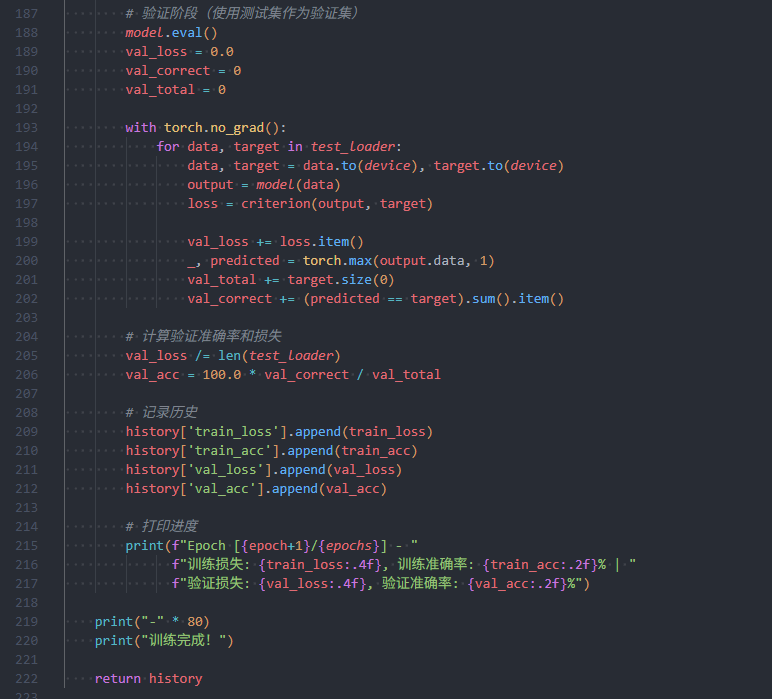 187 # 验证阶段（使用测试集作为验证集）
188 model.eval()
189 val_loss = 0.0
190 val_correct = 0
191 val_total = 0
192
193 with torch.no_grad():
194 for data, target in test_loader:
195 data, target = data.to(device), target.to(device)
196 output = model(data)
197 loss = criterion(output, target)
198
199 val_loss += loss.item()
200 _, predicted = torch.max(output.data, 1)
201 val_total += target.size(0)
202 val_correct += (predicted == target).sum().item()
203
204 # 计算验证准确率和损失
205 val_loss /= len(test_loader)
206 val_acc = 100.0 * val_correct / val_total
207
208 # 记录历史
209 history['train_loss'].append(train_loss)
210 history['train_acc'].append(train_acc)
211 history['val_loss'].append(val_loss)
212 history['val_acc'].append(val_acc)
213
214 # 打印进度
215 print(f"Epoch [{epoch+1}/{epochs}] - "
216 f"训练损失: {train_loss:.4f}, 训练准确率: {train_acc:.2f}% | "
217 f"验证损失: {val_loss:.4f}, 验证准确率: {val_acc:.2f}%")
218
219 print("-" * 80)
220 print("训练完成! ")
221
222 return history
223